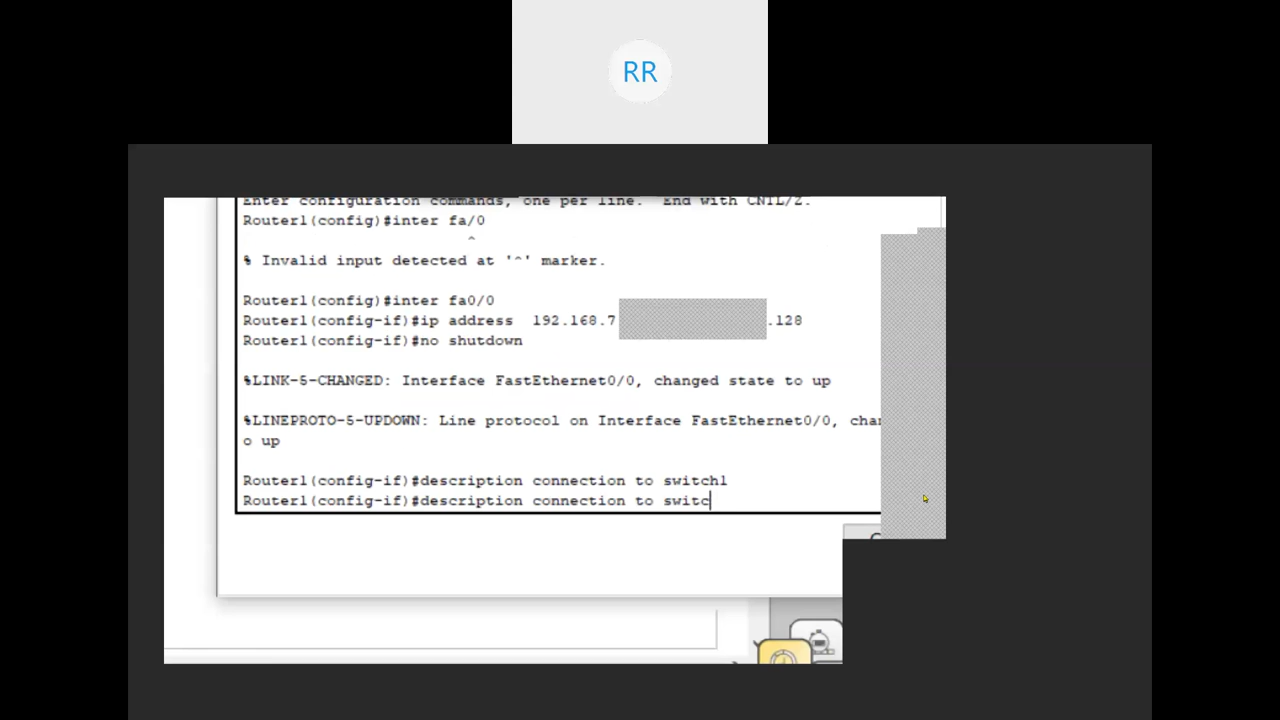 RR
Enter configuration commands, one per line.  End with CNTL/Z.
Router1(config)#inter fa/0
^
% Invalid input detected at '^' marker.
Router1(config)#inter fa0/0
Router1(config-if)#ip address  192.168.7 .128
Router1(config-if)#no shutdown
%LINK-5-CHANGED: Interface FastEthernet0/0, changed state to up
%LINEPROTO-5-UPDOWN: Line protocol on Interface FastEthernet0/0,
o up
Router1(config-if)#description connection to switch1
Router1(config-if)#description connection to switc